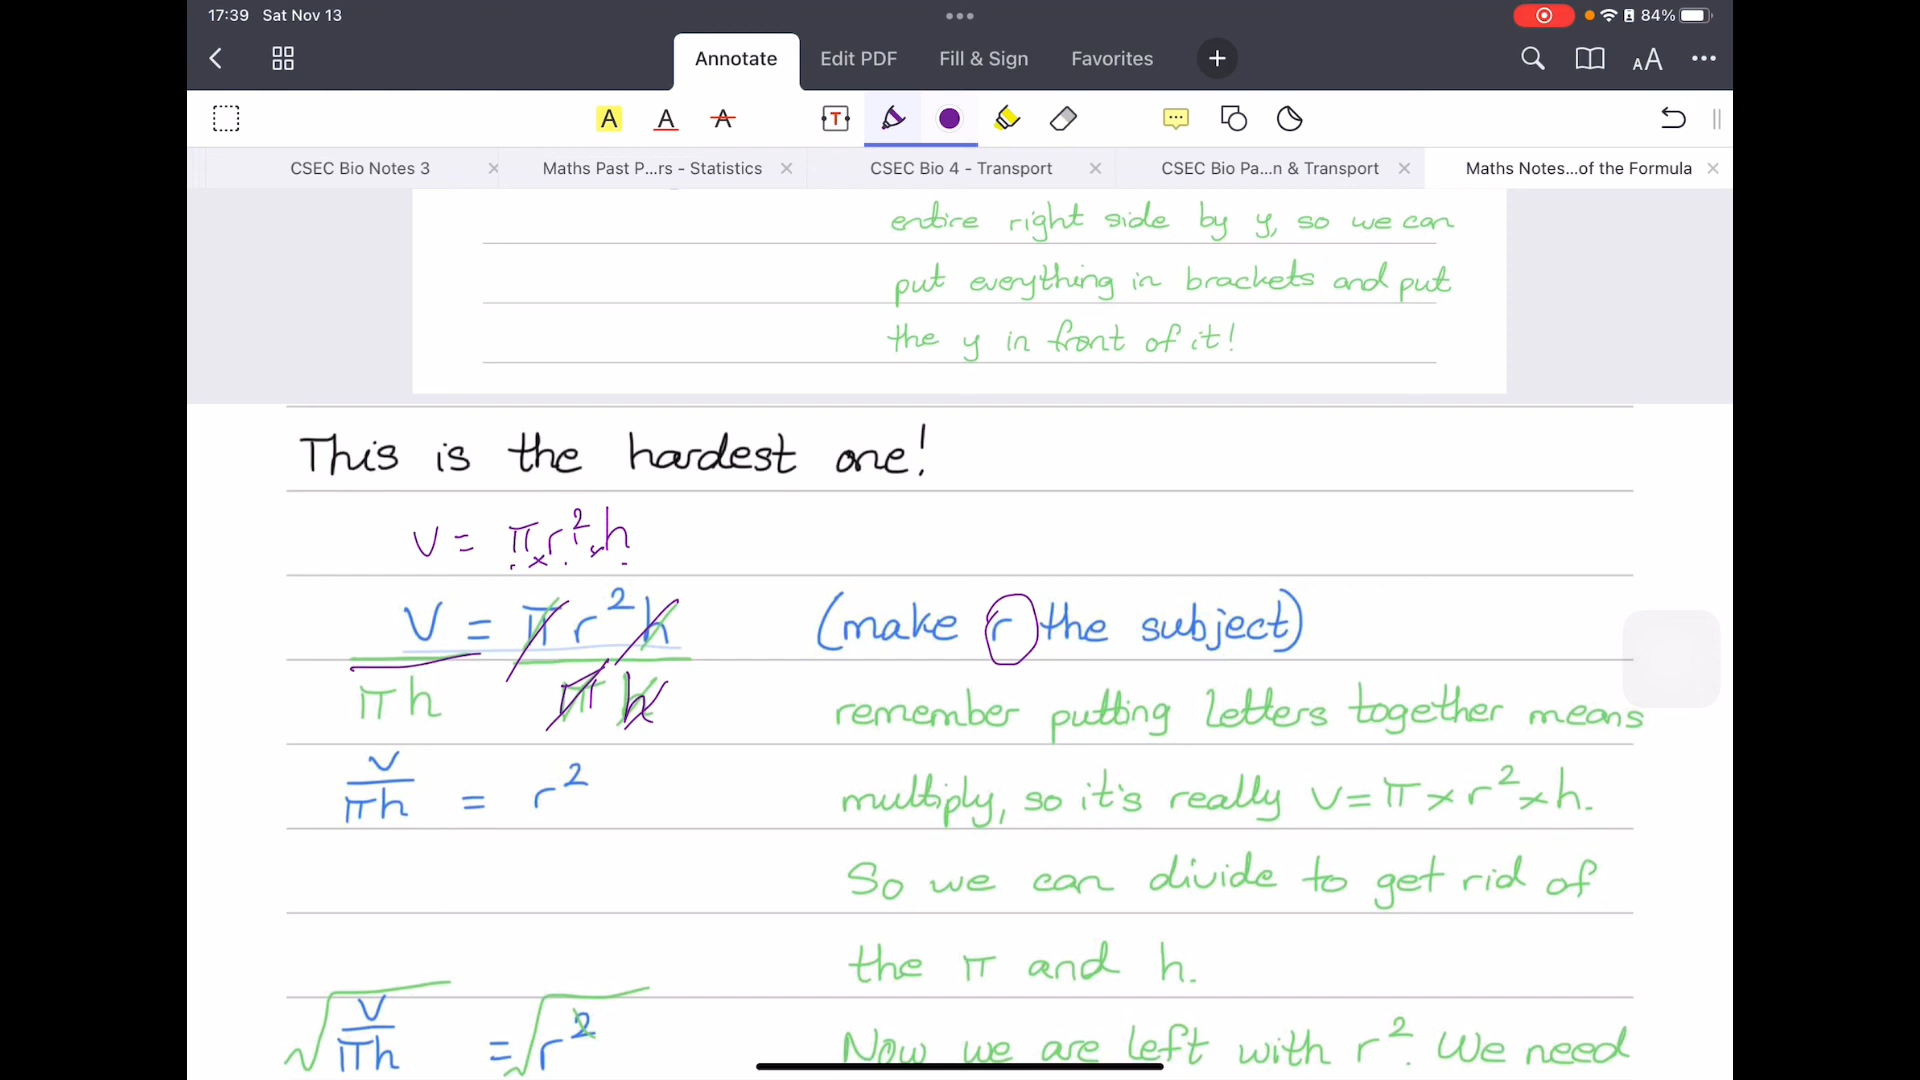 17:39 Sat Nov 13
84%
Annotate Edit PDF Fill & Sign Favorites
CSEC Bio Notes 3
Maths Past P...rs - Statistics
CSEC Bio 4 - Transport
CSEC Bio Pa...n & Transport
Maths Notes...of the Formula
entire right side by y, so we can
put everything in brackets and put
the y in front of it!
This is the hardest one!
V = π×r²×h
V = πr²h (make r the subject)
πh πh
remember putting letters together means
V/πh = r²
multiply, so it's really V=π×r²×h.
So we can divide to get rid of
the π and h.
√V/πh = √r²
Now we are left with r². We need